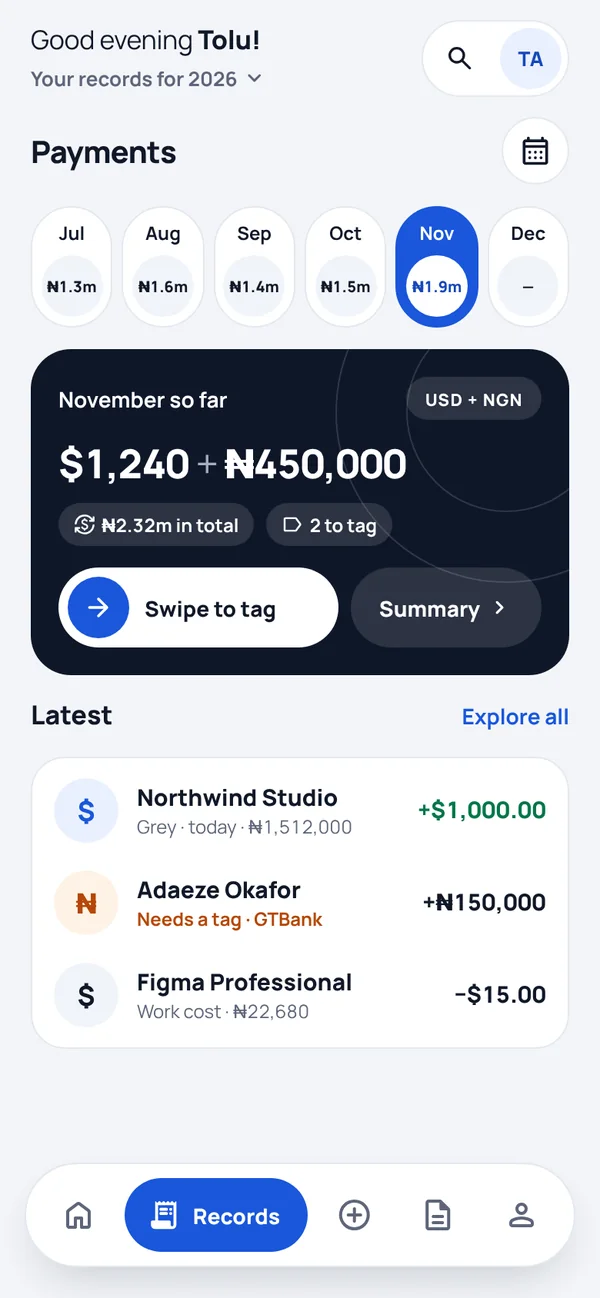 Good evening Tolu!
TA
Your records for 2026
Payments
Jul Aug Sep Oct Nov Dec
₦1.3m ₦1.6m ₦1.4m ₦1.5m ₦1.9m –
November so far
USD + NGN
$1,240 + ₦450,000
₦2.32m in total
2 to tag
Swipe to tag
Summary
Latest
Explore all
$
Northwind Studio
+$1,000.00
Grey · today · ₦1,512,000
₦
Adaeze Okafor
+₦150,000
Needs a tag · GTBank
$
Figma Professional
−$15.00
Work cost · ₦22,680
Records